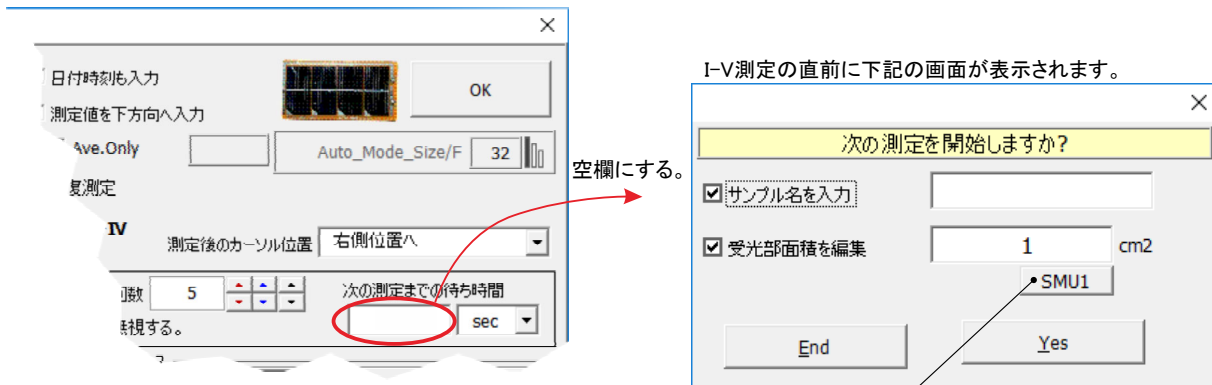 日付時刻も入力
測定値を下方向へ入力
Ave.Only
Auto_Mode_Size/F 32
OK
復測定
IV
測定後のカーソル位置 右側位置へ
回数 5
次の測定までの待ち時間
sec
無視する。
空欄にする。
I-V測定の直前に下記の画面が表示されます。
次の測定を開始しますか?
サンプル名を入力
受光部面積を編集 1 cm2
SMU1
End
Yes